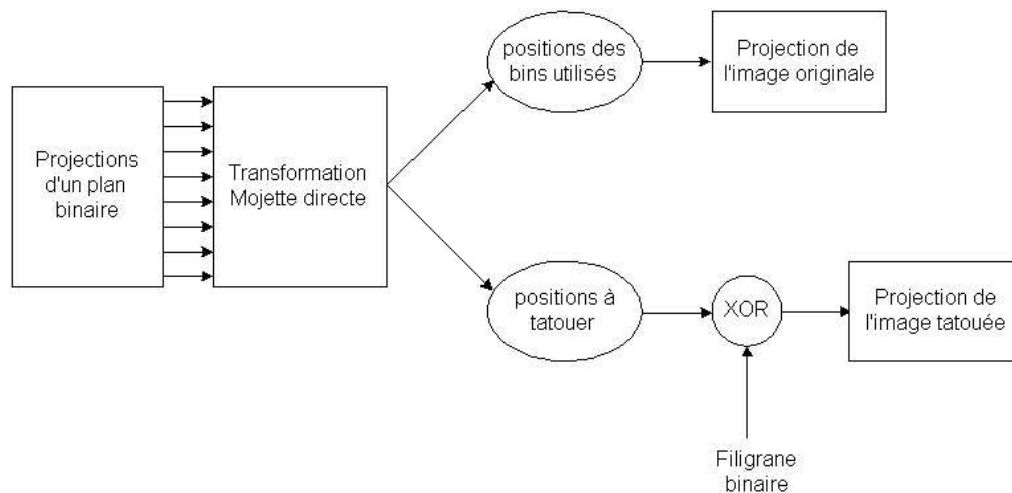 Projections
d'un plan
binaire
Transformation
Mojette directe
positions des
bins utilisés
Projection de
l'image originale
positions à
tatouer
XOR
Projection de
l'image tatouée
Filigrane
binaire